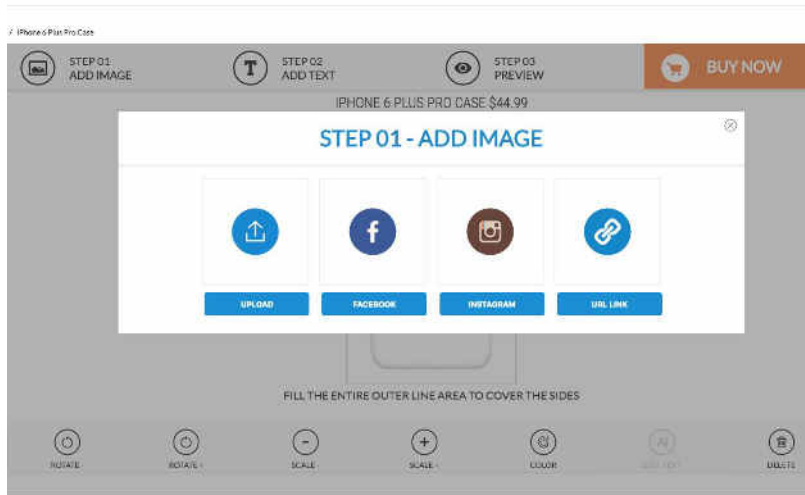 / iPhone 6 Plus Pro Case
STEP 01
ADD IMAGE
STEP 02
ADD TEXT
STEP 03
PREVIEW
BUY NOW
IPHONE 6 PLUS PRO CASE $44.99
STEP 01 - ADD IMAGE
UPLOAD
FACEBOOK
INSTAGRAM
URL LINK
FILL THE ENTIRE OUTER LINE AREA TO COVER THE SIDES
ROTATE -
ROTATE +
SCALE -
SCALE +
COLOR
DELETE